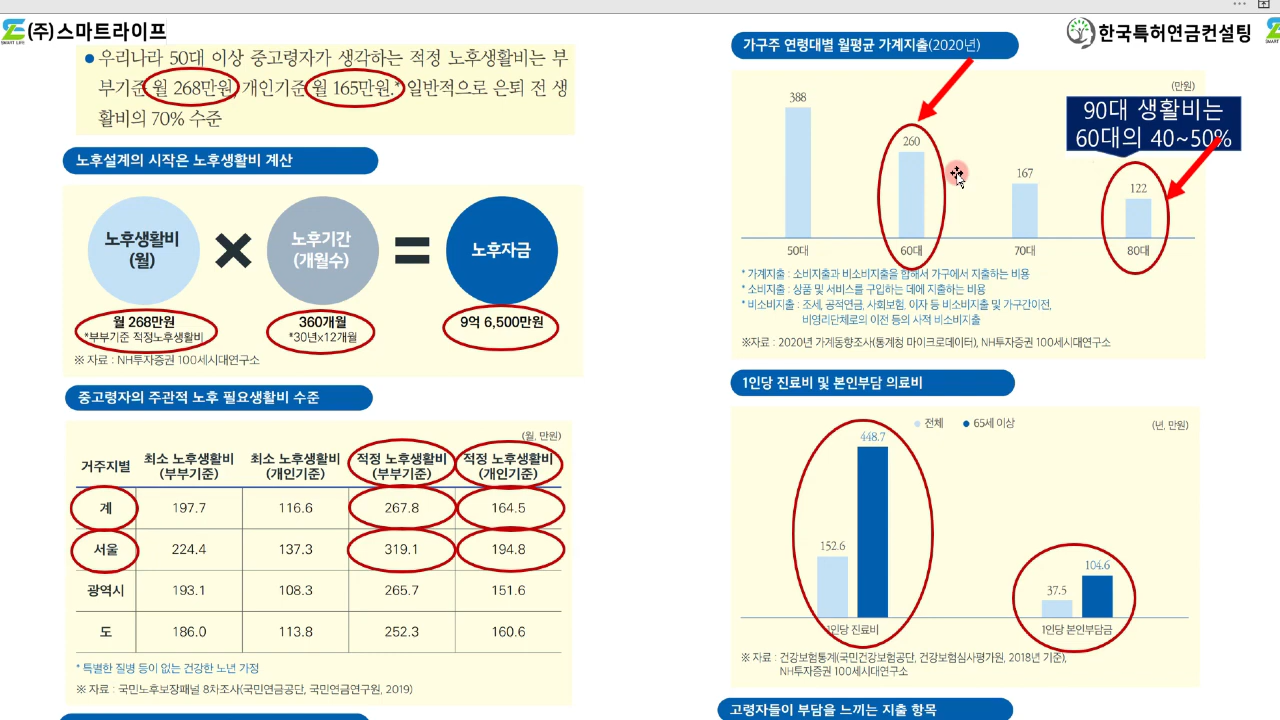 (주)스마트라이프
SMART LIFE
• 우리나라 50대 이상 중고령자가 생각하는 적정 노후생활비는 부
부기준 월 268만원, 개인기준 월 165만원.* 일반적으로 은퇴 전 생
활비의 70% 수준
노후설계의 시작은 노후생활비 계산
노후생활비
(월)
노후기간
(개월수)
노후자금
월 268만원
*부부기준 적정노후생활비
360개월
*30년x12개월
9억 6,500만원
※ 자료 : NH투자증권 100세시대연구소
중고령자의 주관적 노후 필요생활비 수준
(월, 만원)
거주지별 최소 노후생활비 (부부기준) 최소 노후생활비 (개인기준) 적정 노후생활비 (부부기준) 적정 노후생활비 (개인기준)
계 197.7 116.6 267.8 164.5
서울 224.4 137.3 319.1 194.8
광역시 193.1 108.3 265.7 151.6
도 186.0 113.8 252.3 160.6
* 특별한 질병 등이 없는 건강한 노년 가정
※ 자료 : 국민노후보장패널 8차조사(국민연금공단, 국민연금연구원, 2019)
한국특허연금컨설팅
가구주 연령대별 월평균 가계지출(2020년)
(만원)
90대 생활비는
60대의 40~50%
388
260
167
122
50대 60대 70대 80대
* 가계지출 : 소비지출과 비소비지출을 합해서 가구에서 지출하는 비용
* 소비지출 : 상품 및 서비스를 구입하는 데에 지출하는 비용
* 비소비지출 : 조세, 공적연금, 사회보험, 이자 등 비소비지출 및 가구간이전,
비영리단체로의 이전 등의 사적 비소비지출
※자료 : 2020년 가계동향조사(통계청 마이크로데이터), NH투자증권 100세시대연구소
1인당 진료비 및 본인부담 의료비
전체 65세 이상
(년, 만원)
448.7
152.6
104.6
37.5
1인당 진료비 1인당 본인부담금
※ 자료 : 건강보험통계(국민건강보험공단, 건강보험심사평가원, 2018년 기준),
NH투자증권 100세시대연구소
고령자들이 부담을 느끼는 지출 항목